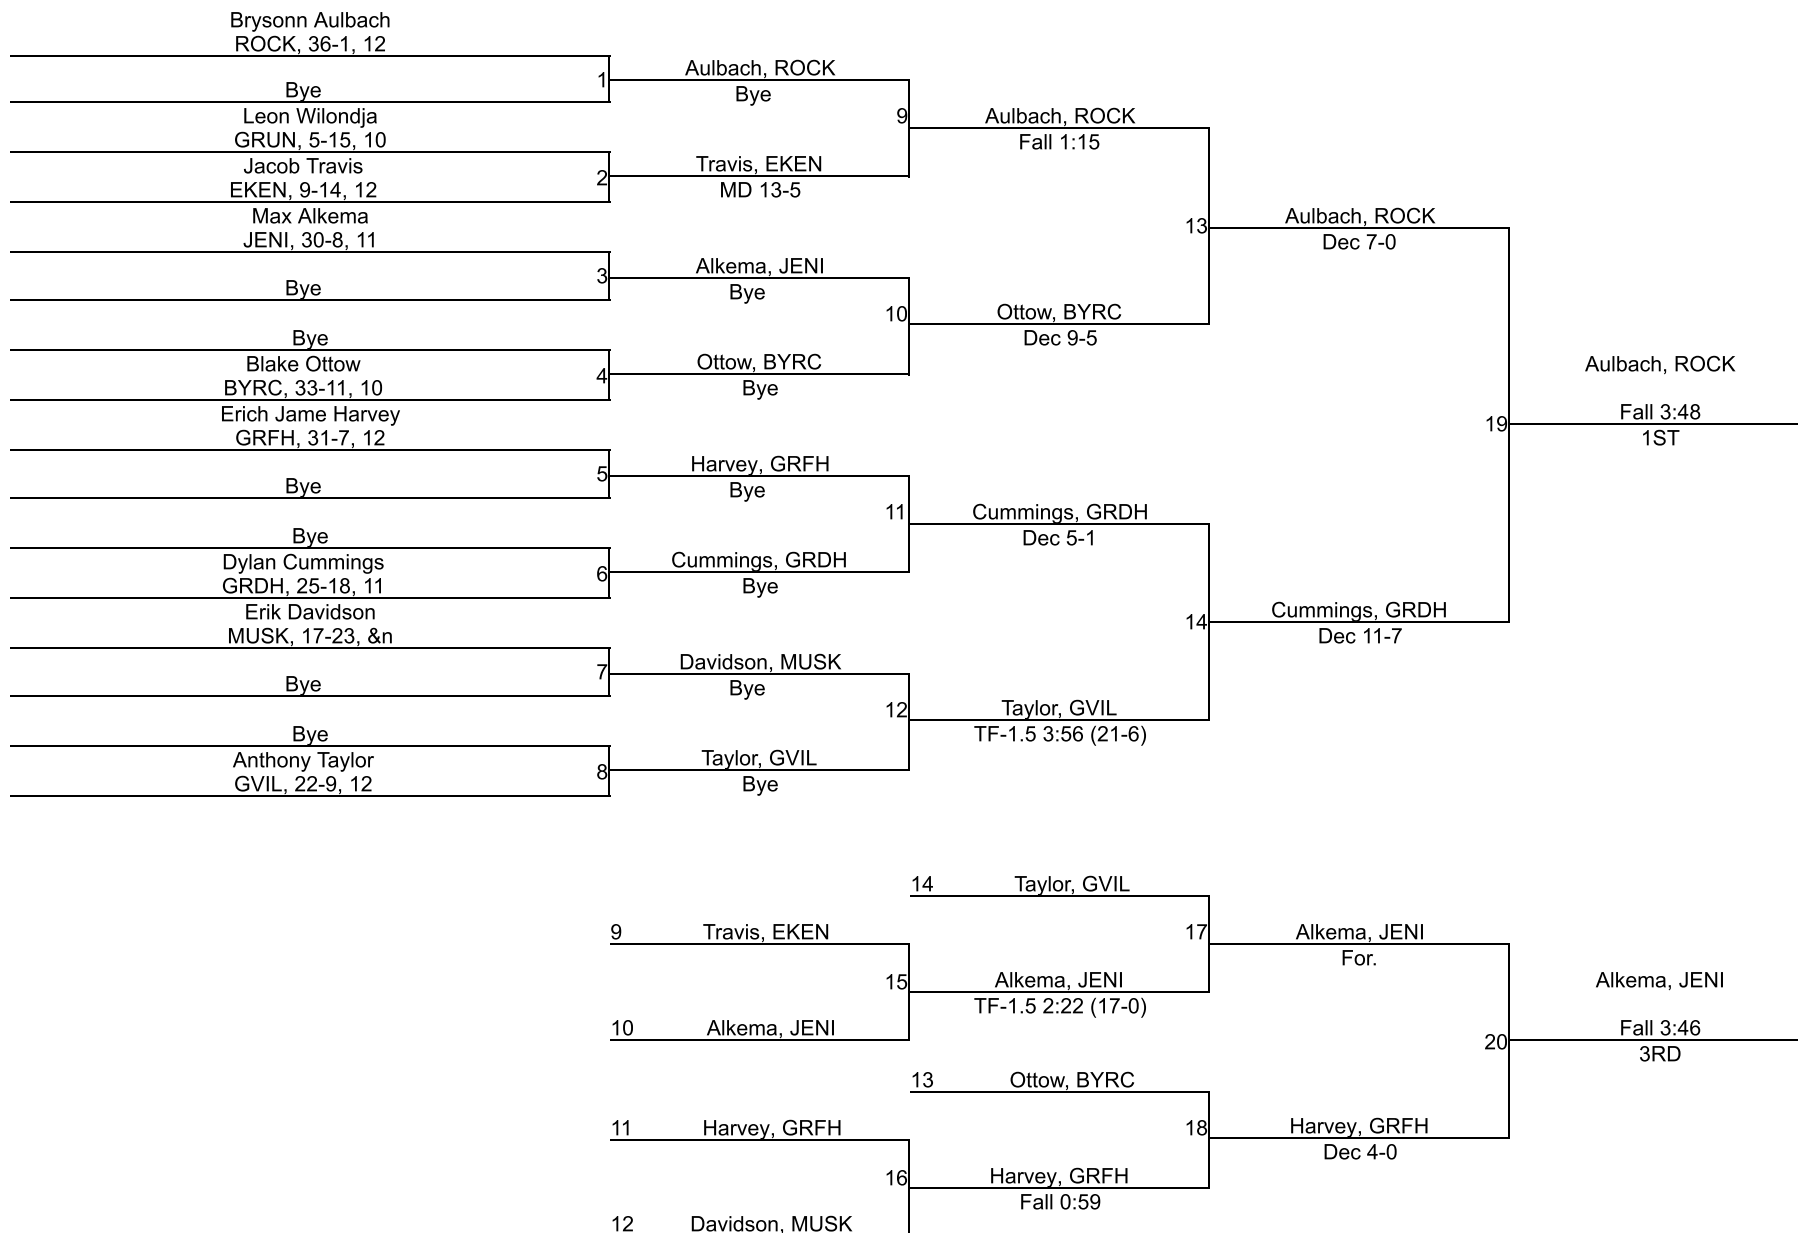 Brysonn Aulbach
ROCK, 36-1, 12
1
Bye
Leon Wilondja
GRUN, 5-15, 10
2
Jacob Travis
EKEN, 9-14, 12
Max Alkema
JENI, 30-8, 11
3
Bye
Bye
4
Blake Ottow
BYRC, 33-11, 10
Erich Jame Harvey
GRFH, 31-7, 12
5
Bye
Bye
6
Dylan Cummings
GRDH, 25-18, 11
Erik Davidson
MUSK, 17-23, &n
7
Bye
Bye
8
Anthony Taylor
GVIL, 22-9, 12
Aulbach, ROCK
Bye
9
Travis, EKEN
MD 13-5
Alkema, JENI
Bye
10
Ottow, BYRC
Bye
Harvey, GRFH
Bye
11
Cummings, GRDH
Bye
Davidson, MUSK
Bye
12
Taylor, GVIL
Bye
Aulbach, ROCK
Fall 1:15
13
Ottow, BYRC
Dec 9-5
Cummings, GRDH
Dec 5-1
14
Taylor, GVIL
TF-1.5 3:56 (21-6)
Aulbach, ROCK
Dec 7-0
19
Cummings, GRDH
Dec 11-7
Aulbach, ROCK
Fall 3:48
1ST
9 Travis, EKEN
15
10 Alkema, JENI
11 Harvey, GRFH
16
12 Davidson, MUSK
14 Taylor, GVIL
17
Alkema, JENI
TF-1.5 2:22 (17-0)
13 Ottow, BYRC
18
Harvey, GRFH
Fall 0:59
Alkema, JENI
For.
20
Harvey, GRFH
Dec 4-0
Alkema, JENI
Fall 3:46
3RD